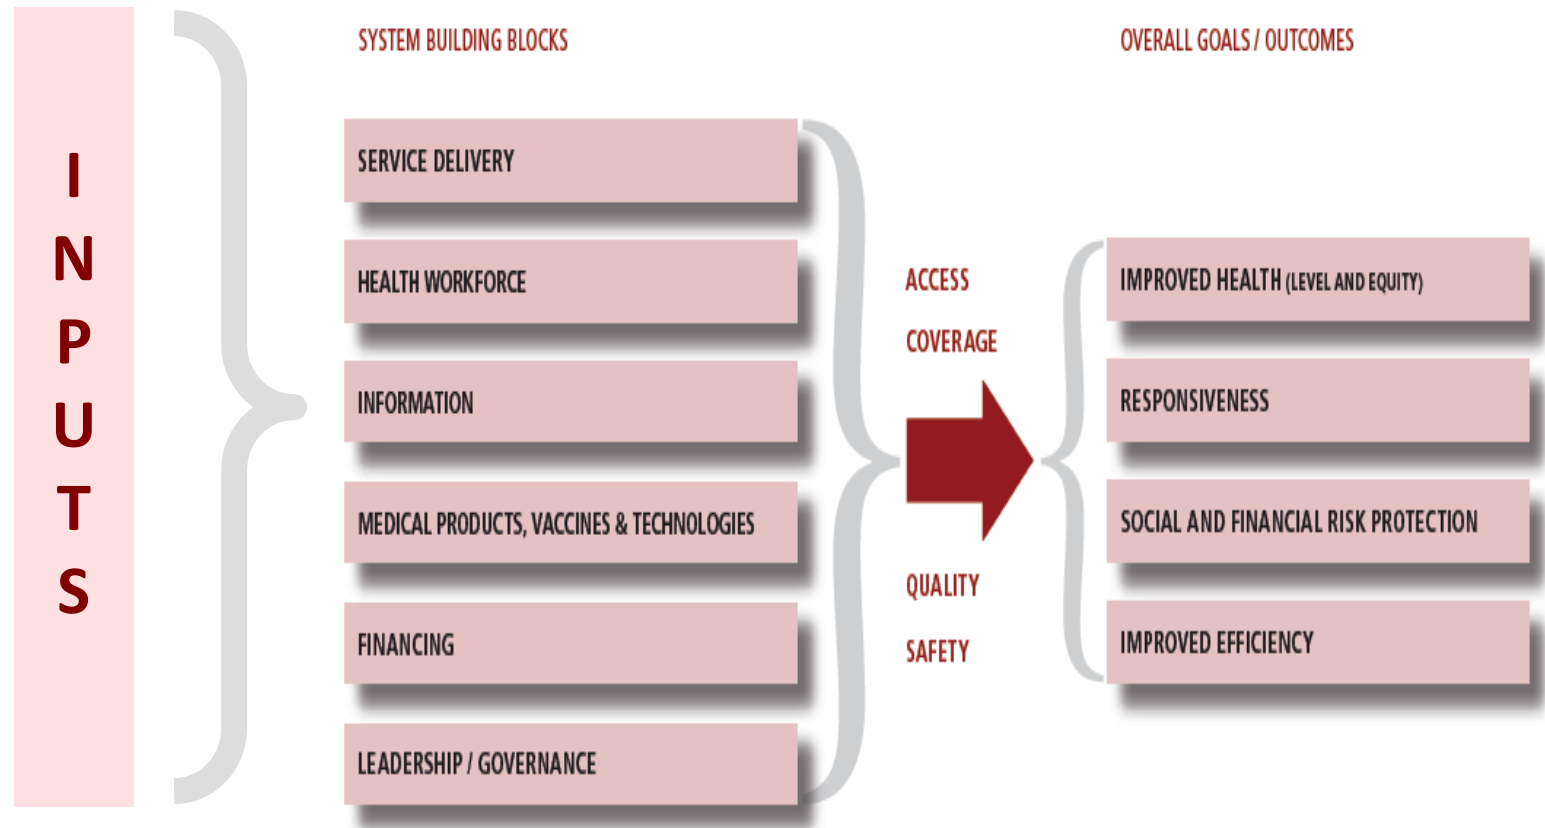 INPUTS
SYSTEM BUILDING BLOCKS
SERVICE DELIVERY
HEALTH WORKFORCE
INFORMATION
MEDICAL PRODUCTS, VACCINES & TECHNOLOGIES
FINANCING
LEADERSHIP / GOVERNANCE
ACCESS
COVERAGE
QUALITY
SAFETY
OVERALL GOALS / OUTCOMES
IMPROVED HEALTH (LEVEL AND EQUITY)
RESPONSIVENESS
SOCIAL AND FINANCIAL RISK PROTECTION
IMPROVED EFFICIENCY